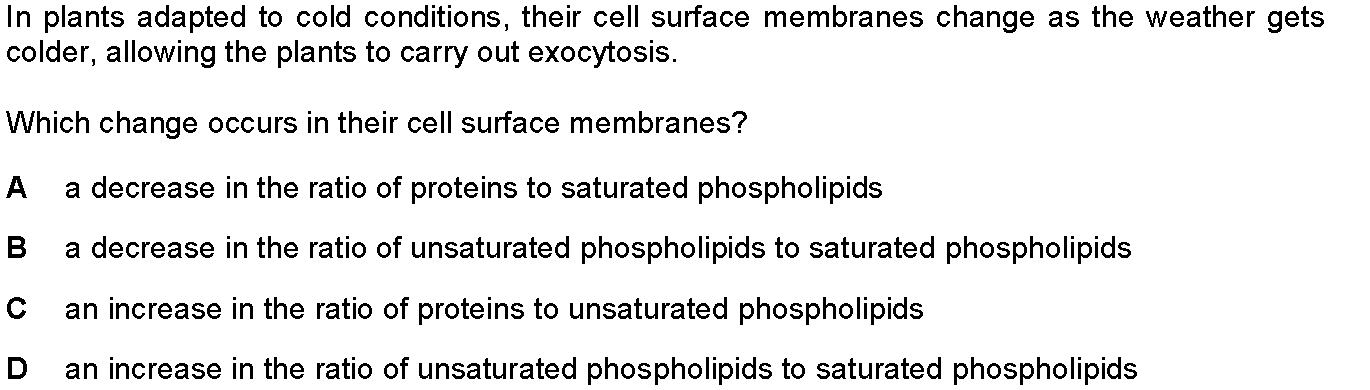 In plants adapted to cold conditions, their cell surface membranes change as the weather gets
colder, allowing the plants to carry out exocytosis.
Which change occurs in their cell surface membranes?
A a decrease in the ratio of proteins to saturated phospholipids
B a decrease in the ratio of unsaturated phospholipids to saturated phospholipids
C an increase in the ratio of proteins to unsaturated phospholipids
D an increase in the ratio of unsaturated phospholipids to saturated phospholipids